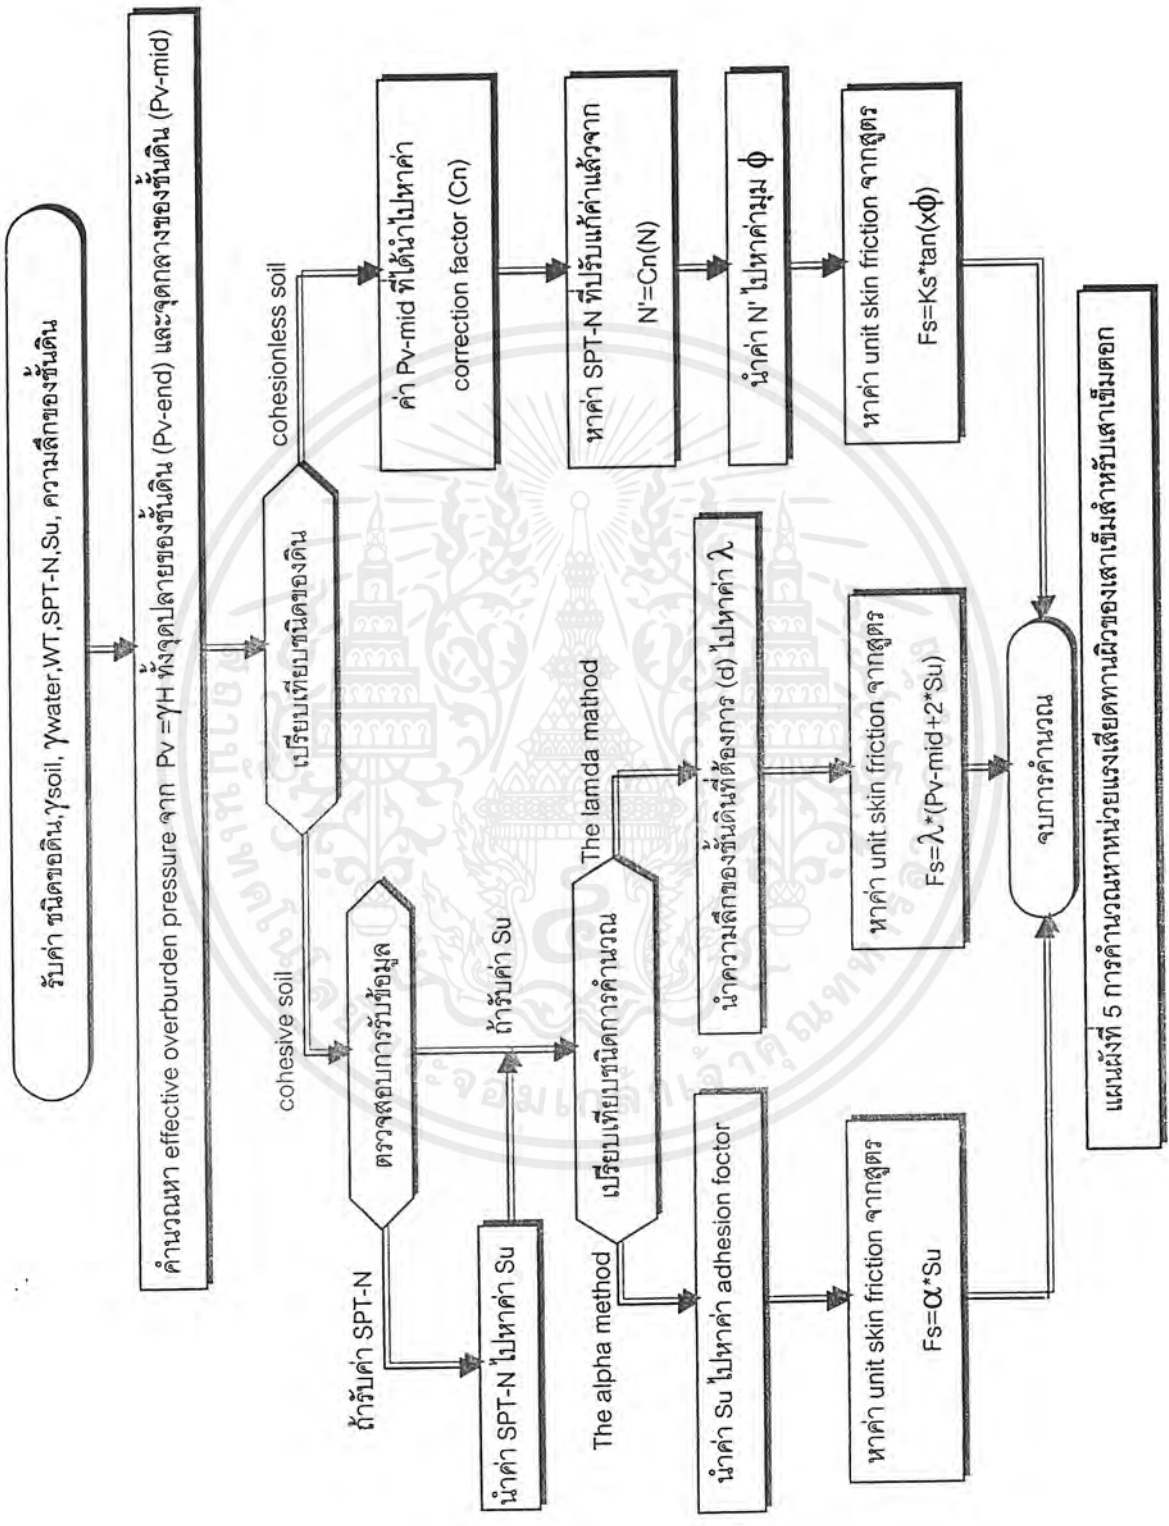 รับค่า ชนิดขอดิน,γsoil, γwater,WT,SPT-N,Su, ความลึกของชั้นดิน
คำนวณหา effective overburden pressure จาก Pv =γH ทั้งจุดปลายของชั้นดิน (Pv-end) และจุดกลางของชั้นดิน (Pv-mid)
เปรียบเทียบชนิดของดิน
cohesive soil
cohesionless soil
ตรวจสอบการรับข้อมูล
ถ้ารับค่า SPT-N
ถ้ารับค่า Su
นำค่า SPT-N ไปหาค่า Su
เปรียบเทียบชนิดการคำนวณ
The alpha method
The lamda mathod
นำค่า Su ไปหาค่า adhesion foctor
หาค่า unit skin friction จากสูตร
Fs=α*Su
นำความลึกของชั้นดินที่ต้องการ (d) ไปหาค่า λ
หาค่า unit skin friction จากสูตร
Fs=λ*(Pv-mid+2*Su)
ค่า Pv-mid ที่ได้นำไปหาค่า
correction factor (Cn)
หาค่า SPT-N ที่ปรับแก้ค่าแล้วจาก
N'=Cn(N)
นำค่า N' ไปหาค่ามุม ϕ
หาค่า unit skin friction จากสูตร
Fs=Ks*tan(xϕ)
จบการคำนวณ
แผนผังที่ 5 การคำนวณหาหน่วยแรงเสียดทานผิวของเสาเข็มสำหรับเสาเข็มตอก